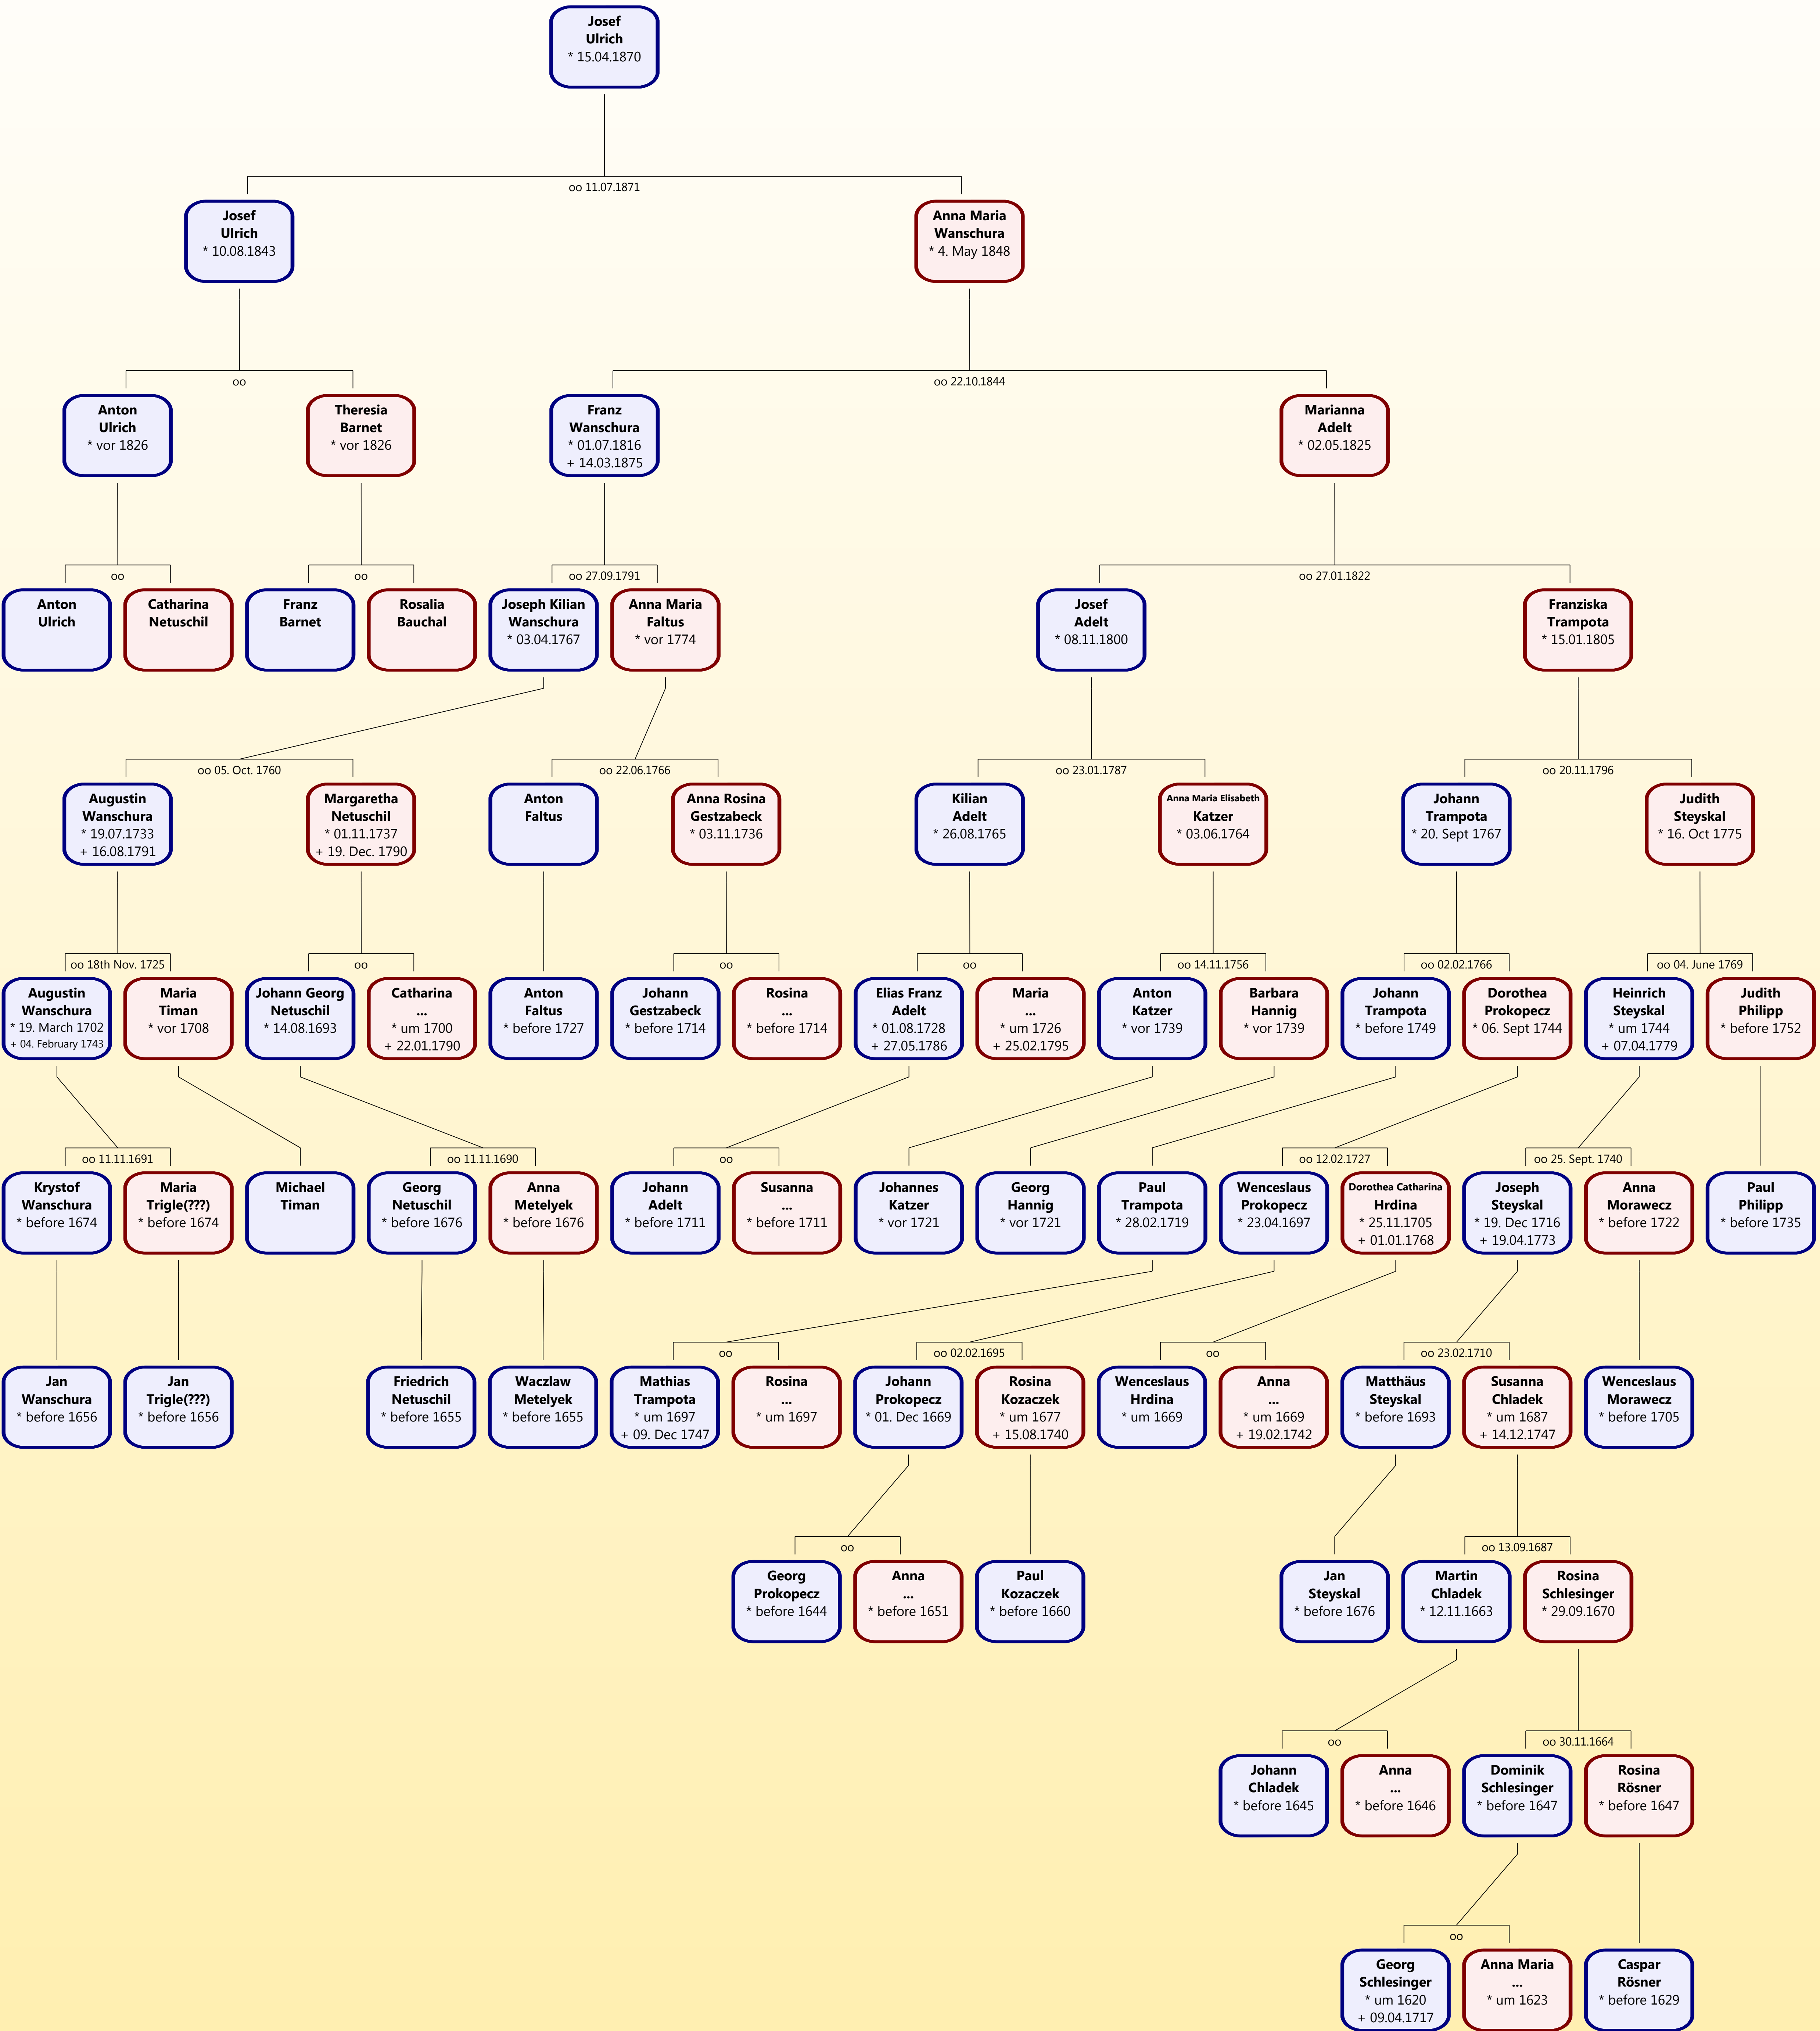 Josef
Ulrich
* 15.04.1870
oo 11.07.1871
Josef
Ulrich
* 10.08.1843
Anna Maria
Wanschura
* 4. May 1848
oo
oo 22.10.1844
Anton
Ulrich
* vor 1826
Theresia
Barnet
* vor 1826
Franz
Wanschura
* 01.07.1816
+ 14.03.1875
Marianna
Adelt
* 02.05.1825
oo
oo
oo 27.09.1791
oo 27.01.1822
Anton
Ulrich
Catharina
Netuschil
Franz
Barnet
Rosalia
Bauchal
Joseph Kilian
Wanschura
* 03.04.1767
Anna Maria
Faltus
* vor 1774
Josef
Adelt
* 08.11.1800
Franziska
Trampota
* 15.01.1805
oo 05. Oct. 1760
oo 22.06.1766
oo 23.01.1787
oo 20.11.1796
Augustin
Wanschura
* 19.07.1733
+ 16.08.1791
Margaretha
Netuschil
* 01.11.1737
+ 19. Dec. 1790
Anton
Faltus
Anna Rosina
Gestzabeck
* 03.11.1736
Kilian
Adelt
* 26.08.1765
Anna Maria Elisabeth
Katzer
* 03.06.1764
Johann
Trampota
* 20. Sept 1767
Judith
Steyskal
* 16. Oct 1775
oo 18th Nov. 1725
oo
oo
oo
oo 14.11.1756
oo 02.02.1766
oo 04. June 1769
Augustin
Wanschura
* 19. March 1702
+ 04. February 1743
Maria
Timan
* vor 1708
Johann Georg
Netuschil
* 14.08.1693
Catharina
...
* um 1700
+ 22.01.1790
Anton
Faltus
* before 1727
Johann
Gestzabeck
* before 1714
Rosina
...
* before 1714
Elias Franz
Adelt
* 01.08.1728
+ 27.05.1786
Maria
...
* um 1726
+ 25.02.1795
Anton
Katzer
* vor 1739
Barbara
Hannig
* vor 1739
Johann
Trampota
* before 1749
Dorothea
Prokopecz
* 06. Sept 1744
Heinrich
Steyskal
* um 1744
+ 07.04.1779
Judith
Philipp
* before 1752
oo 11.11.1691
oo 11.11.1690
oo
oo 12.02.1727
oo 25. Sept. 1740
Krystof
Wanschura
* before 1674
Maria
Trigle(???)
* before 1674
Michael
Timan
Georg
Netuschil
* before 1676
Anna
Metelyek
* before 1676
Johann
Adelt
* before 1711
Susanna
...
* before 1711
Johannes
Katzer
* vor 1721
Georg
Hannig
* vor 1721
Paul
Trampota
* 28.02.1719
Wenceslaus
Prokopecz
* 23.04.1697
Dorothea Catharina
Hrdina
* 25.11.1705
+ 01.01.1768
Joseph
Steyskal
* 19. Dec 1716
+ 19.04.1773
Anna
Morawecz
* before 1722
Paul
Philipp
* before 1735
oo
oo 02.02.1695
oo
oo 23.02.1710
Jan
Wanschura
* before 1656
Jan
Trigle(???)
* before 1656
Friedrich
Netuschil
* before 1655
Waczlaw
Metelyek
* before 1655
Mathias
Trampota
* um 1697
+ 09. Dec 1747
Rosina
...
* um 1697
Johann
Prokopecz
* 01. Dec 1669
Rosina
Kozaczek
* um 1677
+ 15.08.1740
Wenceslaus
Hrdina
* um 1669
Anna
...
* um 1669
+ 19.02.1742
Matthäus
Steyskal
* before 1693
Susanna
Chladek
* um 1687
+ 14.12.1747
Wenceslaus
Morawecz
* before 1705
oo
oo 13.09.1687
Georg
Prokopecz
* before 1644
Anna
...
* before 1651
Paul
Kozaczek
* before 1660
Jan
Steyskal
* before 1676
Martin
Chladek
* 12.11.1663
Rosina
Schlesinger
* 29.09.1670
oo
oo 30.11.1664
Johann
Chladek
* before 1645
Anna
...
* before 1646
Dominik
Schlesinger
* before 1647
Rosina
Rösner
* before 1647
oo
Georg
Schlesinger
* um 1620
+ 09.04.1717
Anna Maria
...
* um 1623
Caspar
Rösner
* before 1629